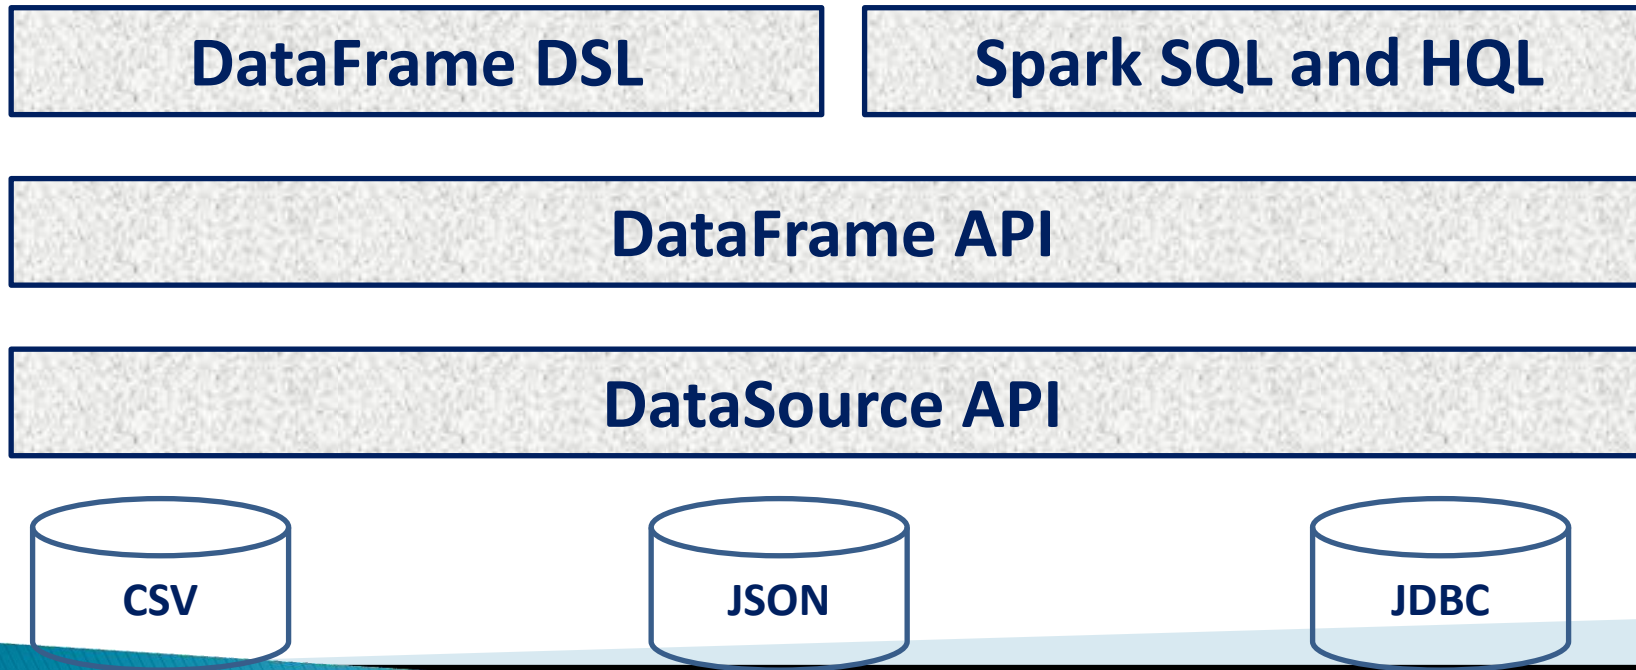 DataFrame DSL
Spark SQL and HQL
DataFrame API
DataSource API
CSV
JSON
JDBC